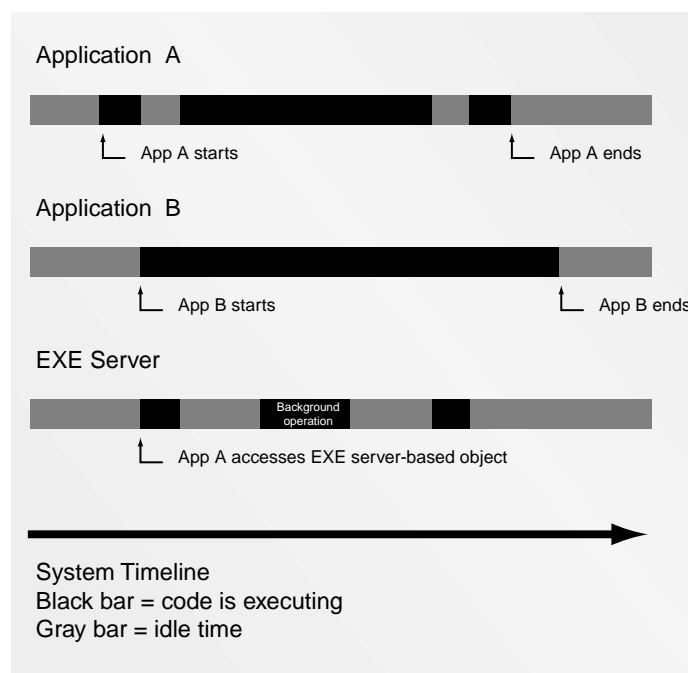 Application A
App A starts
App A ends
Application B
App B starts
App B ends
EXE Server
Background
operation
App A accesses EXE server-based object
System Timeline
Black bar = code is executing
Gray bar = idle time